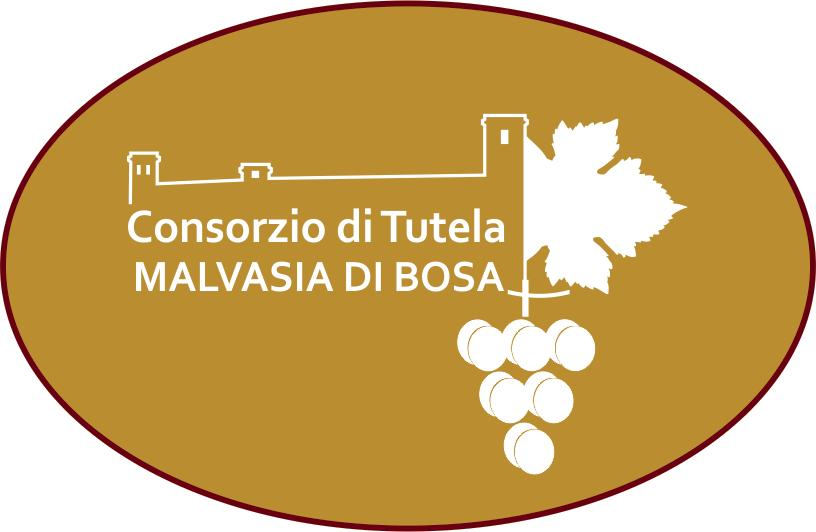 Consorzio di Tutela
MALVASIA DI BOSA